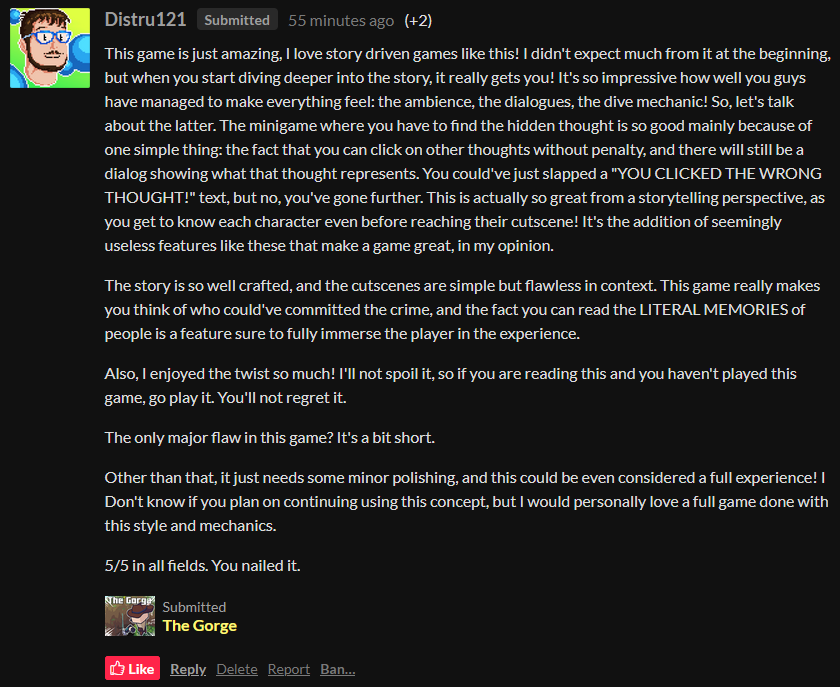 Distru121 Submitted 55 minutes ago (+2)
This game is just amazing, I love story driven games like this! I didn't expect much from it at the beginning,
but when you start diving deeper into the story, it really gets you! It's so impressive how well you guys
have managed to make everything feel: the ambience, the dialogues, the dive mechanic! So, let's talk
about the latter. The minigame where you have to find the hidden thought is so good mainly because of
one simple thing: the fact that you can click on other thoughts without penalty, and there will still be a
dialog showing what that thought represents. You could've just slapped a "YOU CLICKED THE WRONG
THOUGHT!" text, but no, you've gone further. This is actually so great from a storytelling perspective, as
you get to know each character even before reaching their cutscene! It's the addition of seemingly
useless features like these that make a game great, in my opinion.
The story is so well crafted, and the cutscenes are simple but flawless in context. This game really makes
you think of who could've committed the crime, and the fact you can read the LITERAL MEMORIES of
people is a feature sure to fully immerse the player in the experience.
Also, I enjoyed the twist so much! I'll not spoil it, so if you are reading this and you haven't played this
game, go play it. You'll not regret it.
The only major flaw in this game? It's a bit short.
Other than that, it just needs some minor polishing, and this could be even considered a full experience! I
Don't know if you plan on continuing using this concept, but I would personally love a full game done with
this style and mechanics.
5/5 in all fields. You nailed it.
The Gorge
Submitted
The Gorge
Like Reply Delete Report Ban...